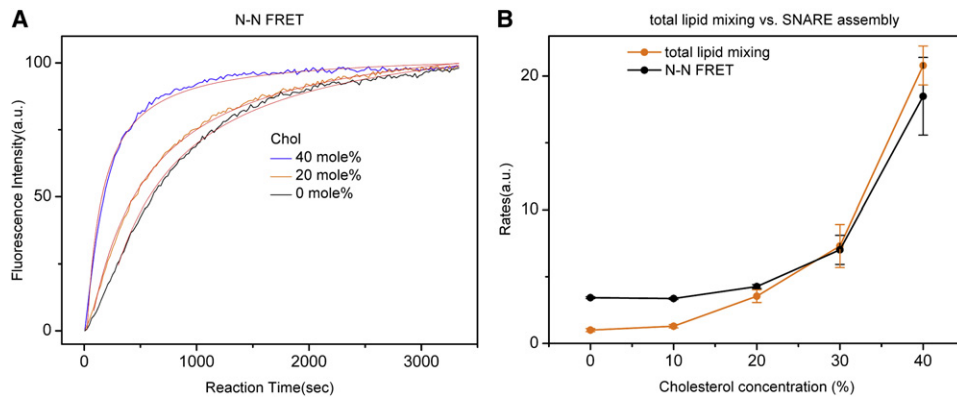 A
N-N FRET
Fluorescence Intensity(a.u.)
100
50
0
Chol
40 mole%
20 mole%
0 mole%
0
1000
2000
3000
Reaction Time(sec)
B
total lipid mixing vs. SNARE assembly
total lipid mixing
N-N FRET
Rates(a.u.)
20
10
0
0
10
20
30
40
Cholesterol concentration (%)